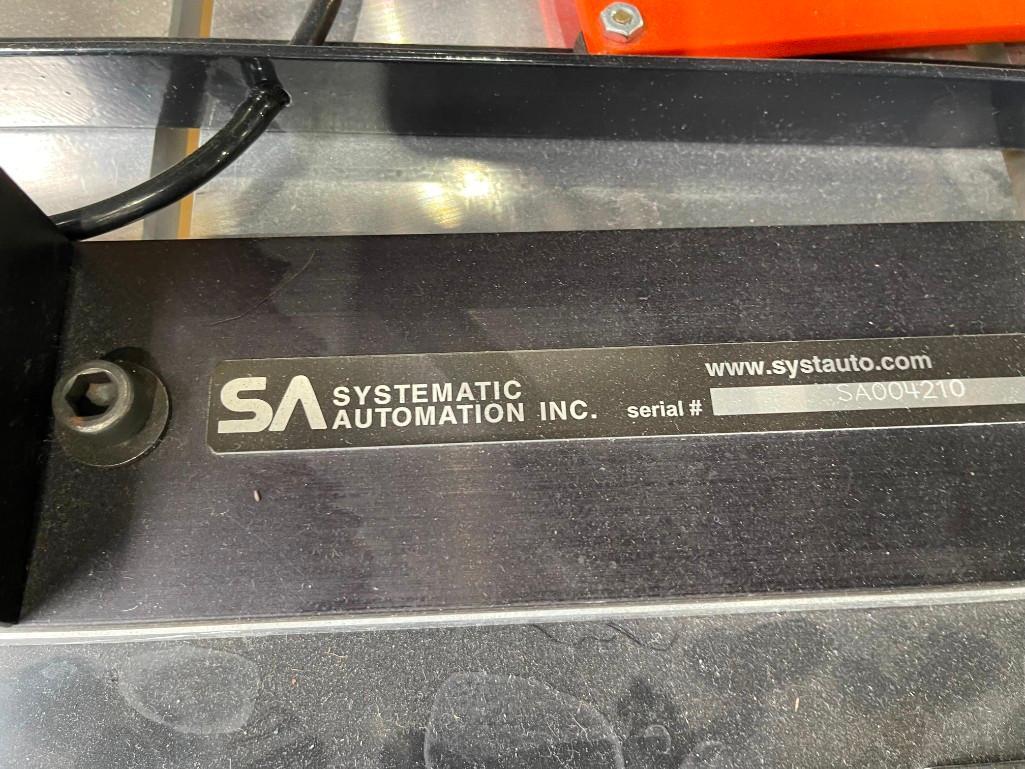 SA SYSTEMATIC
AUTOMATION INC.
www.systauto.com
serial # SA004210